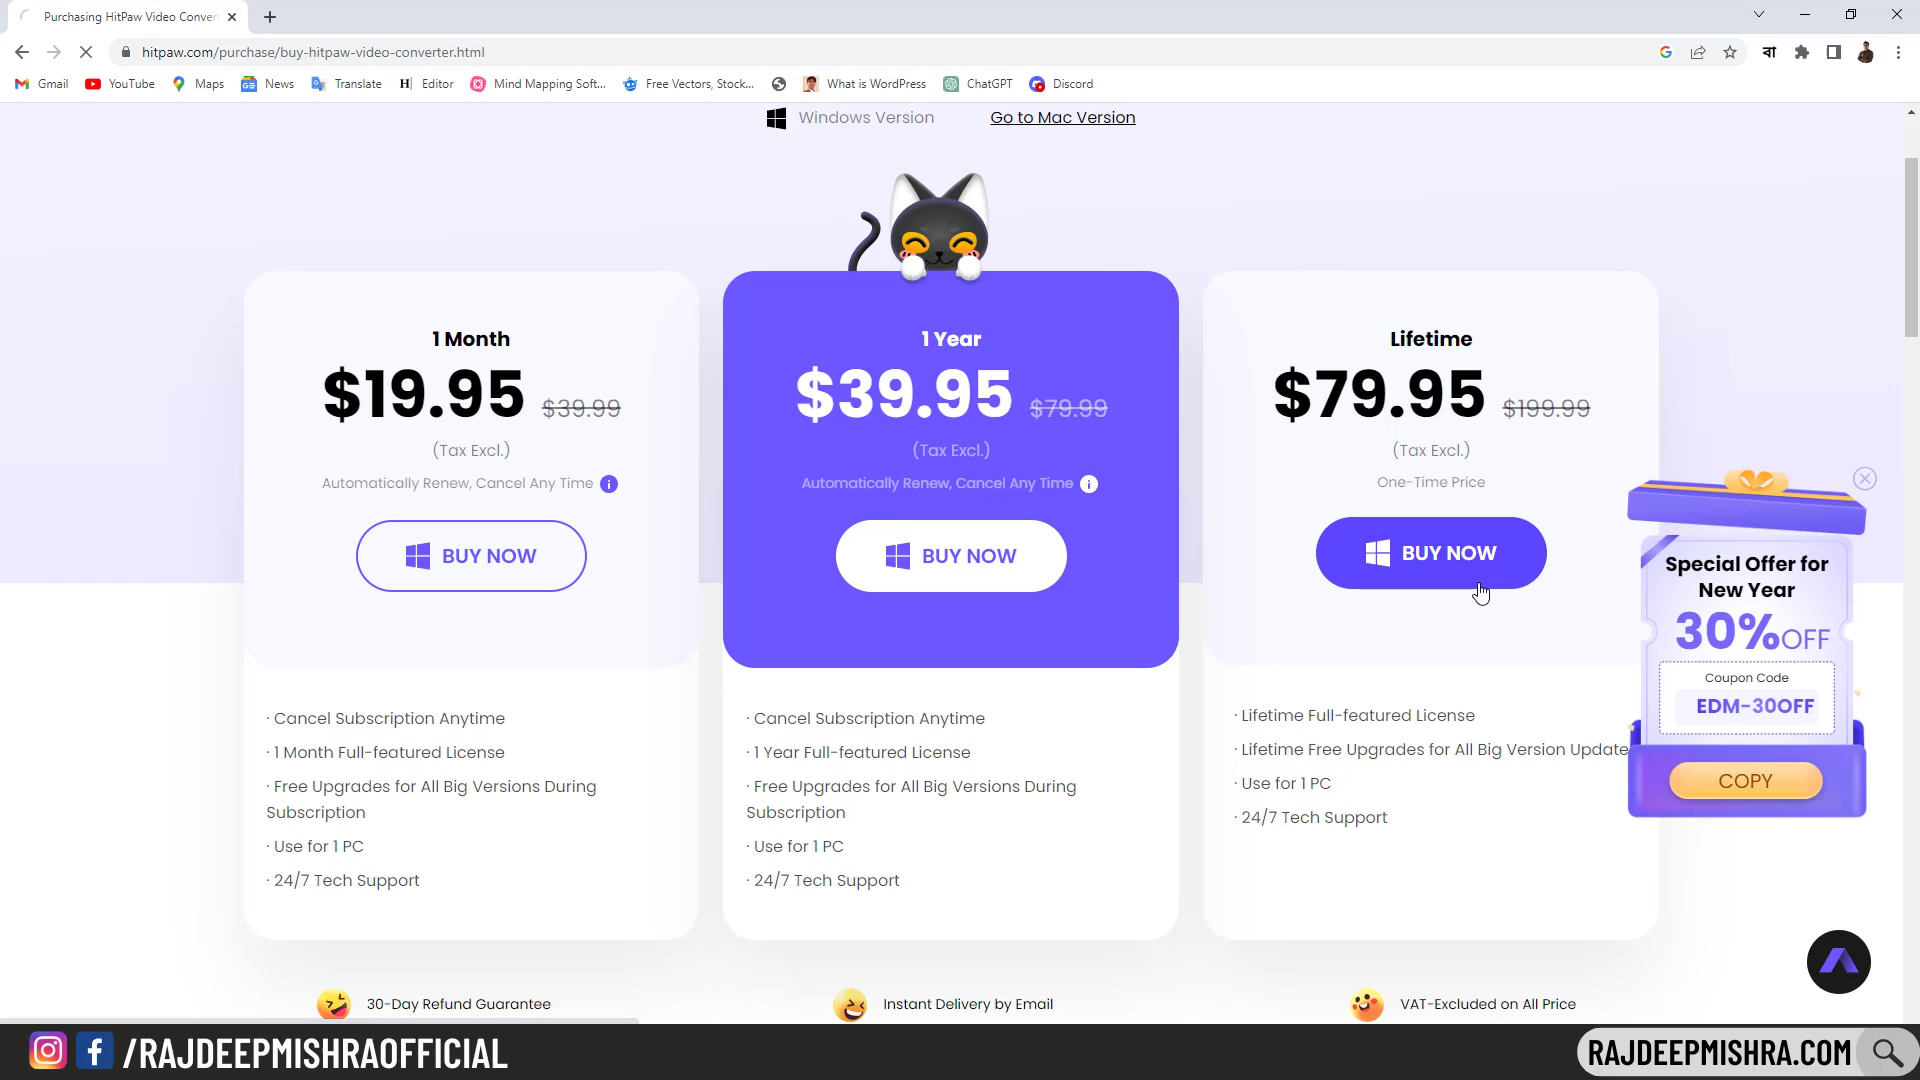 Purchasing HitPaw Video Conver
hitpaw.com/purchase/buy-hitpaw-video-converter.html
বা
Gmail YouTube Maps News Translate Editor Mind Mapping Soft... Free Vectors, Stock... What is WordPress ChatGPT Discord
Windows Version Go to Mac Version
1 Month
$19.95 $39.99
(Tax Excl.)
Automatically Renew, Cancel Any Time
BUY NOW
· Cancel Subscription Anytime
· 1 Month Full-featured License
· Free Upgrades for All Big Versions During
Subscription
· Use for 1 PC
· 24/7 Tech Support
1 Year
$39.95 $79.99
(Tax Excl.)
Automatically Renew, Cancel Any Time
BUY NOW
· Cancel Subscription Anytime
· 1 Year Full-featured License
· Free Upgrades for All Big Versions During
Subscription
· Use for 1 PC
· 24/7 Tech Support
Lifetime
$79.95 $199.99
(Tax Excl.)
One-Time Price
BUY NOW
· Lifetime Full-featured License
· Lifetime Free Upgrades for All Big Version Update
· Use for 1 PC
· 24/7 Tech Support
Special Offer for
New Year
30%OFF
Coupon Code
EDM-30OFF
COPY
30-Day Refund Guarantee
Instant Delivery by Email
VAT-Excluded on All Price
/RAJDEEPMISHRAOFFICIAL
RAJDEEPMISHRA.COM